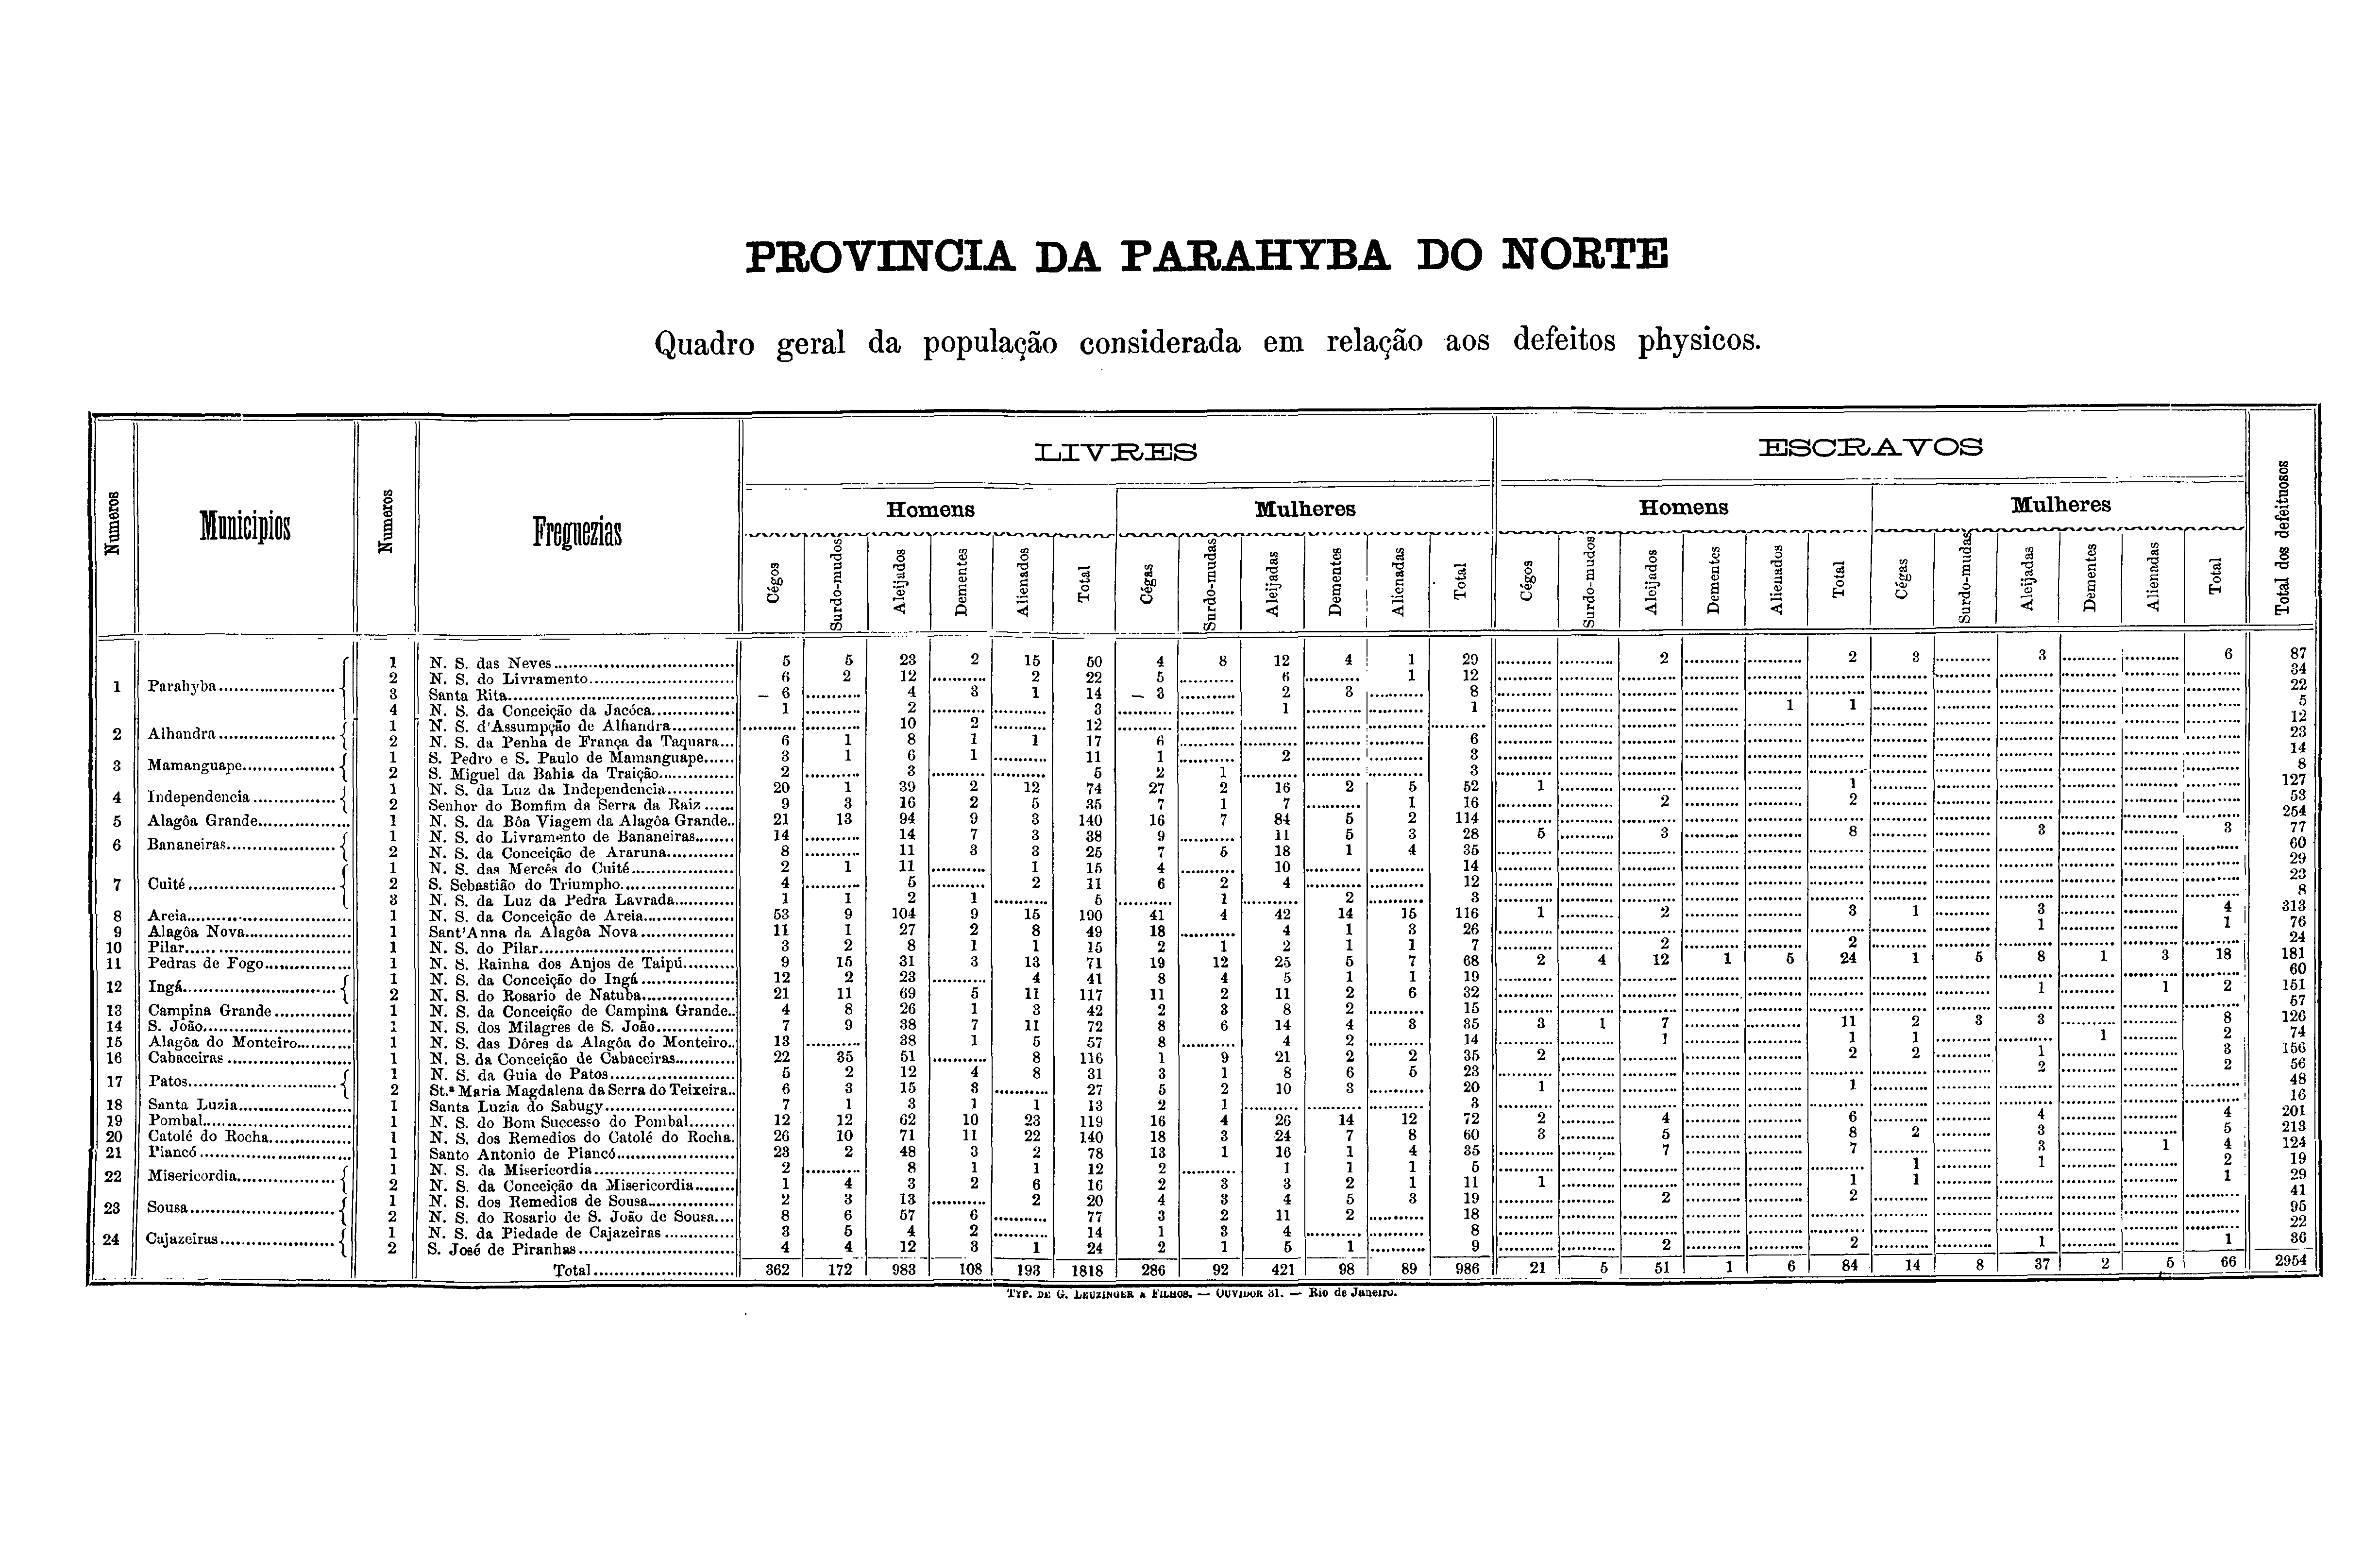 PROVINCIA DA PARAHYBA DO NORTE
Quadro geral da população considerada em relação aos defeitos physicos.
LIVRES ESCRAVOS
Homens Mulheres Homens Mulheres
Numeros Municipios Numeros Freguezias Cégos Surdo-mudos Aleijados Dementes Alienados Total Cégas Surdo-mudas Aleijadas Dementes Alienadas Total Cégos Surdo-mudos Aleijados Dementes Alienados Total Cégas Surdo-mudas Aleijadas Dementes Alienadas Total Total dos defeituosos
1 Parahyba 1 N. S. das Neves 5 5 23 2 15 50 4 8 12 4 1 29 ... ... 2 ... ... 2 3 ... 3 ... ... 6 87
2 N. S. do Livramento 6 2 12 ... 2 22 5 ... 6 ... 1 12 ... ... ... ... ... ... ... ... ... ... ... ... 34
3 Santa Rita 6 ... 4 3 1 14 3 ... 2 3 ... 8 ... ... ... ... ... ... ... ... ... ... ... ... 22
4 N. S. da Conceição da Jacóca 1 ... 2 ... ... 3 ... ... 1 ... ... 1 ... ... ... ... 1 1 ... ... ... ... ... ... 5
2 Alhandra 1 N. S. d'Assumpção de Alhandra ... ... 10 2 ... 12 ... ... ... ... ... ... ... ... ... ... ... ... ... ... ... ... ... ... 12
2 N. S. da Penha de França da Taquara 6 1 8 1 1 17 6 ... ... ... ... 6 ... ... ... ... ... ... ... ... ... ... ... ... 23
3 Mamanguape 1 S. Pedro e S. Paulo de Mamanguape 3 1 6 1 ... 11 1 ... 2 ... ... 3 ... ... ... ... ... ... ... ... ... ... ... ... 14
2 S. Miguel da Bahia da Traição 2 ... 3 ... ... 5 2 1 ... ... ... 3 ... ... ... ... ... ... ... ... ... ... ... ... 8
4 Independencia 1 N. S. da Luz da Independencia 20 1 39 2 12 74 27 2 16 2 5 52 1 ... ... ... ... 1 ... ... ... ... ... ... 127
2 Senhor do Bomfim da Serra da Raiz 9 3 16 2 5 35 7 1 7 ... 1 16 ... ... 2 ... ... 2 ... ... ... ... ... ... 53
5 Alagôa Grande 1 N. S. da Bôa Viagem da Alagôa Grande 21 13 94 9 3 140 16 7 84 5 2 114 ... ... ... ... ... ... ... ... ... ... ... ... 254
6 Bananeiras 1 N. S. do Livramento de Bananeiras 14 ... 14 7 3 38 9 ... 11 5 3 28 5 ... 3 ... ... 8 ... ... 3 ... ... 3 77
2 N. S. da Conceição de Araruna 8 ... 11 3 3 25 7 5 18 1 4 35 ... ... ... ... ... ... ... ... ... ... ... ... 60
7 Cuité 1 N. S. das Mercês do Cuité 2 1 11 ... 1 15 4 ... 10 ... ... 14 ... ... ... ... ... ... ... ... ... ... ... ... 29
2 S. Sebastião do Triumpho 4 ... 5 ... 2 11 6 2 4 ... ... 12 ... ... ... ... ... ... ... ... ... ... ... ... 23
3 N. S. da Luz da Pedra Lavrada 1 1 2 1 ... 5 ... 1 ... 2 ... 3 ... ... ... ... ... ... ... ... ... ... ... ... 8
8 Areia 1 N. S. da Conceição de Areia 53 9 104 9 15 190 41 4 42 14 15 116 1 ... 2 ... ... 3 1 ... 3 ... ... 4 313
9 Alagôa Nova 1 Sant'Anna da Alagôa Nova 11 1 27 2 8 49 18 ... 4 1 3 26 ... ... ... ... ... ... ... ... 1 ... ... 1 76
10 Pilar 1 N. S. do Pilar 3 2 8 1 1 15 2 1 2 1 1 7 ... ... 2 ... ... 2 ... ... ... ... ... ... 24
11 Pedras de Fogo 1 N. S. Rainha dos Anjos de Taipú 9 15 31 3 13 71 19 12 25 5 7 68 2 4 12 1 5 24 1 5 8 1 3 18 181
12 Ingá 1 N. S. da Conceição do Ingá 12 2 23 ... 4 41 8 4 5 1 1 19 ... ... ... ... ... ... ... ... ... ... ... ... 60
2 N. S. do Rosario de Natuba 21 11 69 5 11 117 11 2 11 2 6 32 ... ... ... ... ... ... ... ... 1 ... 1 2 151
13 Campina Grande 1 N. S. da Conceição de Campina Grande 4 8 26 1 3 42 2 3 8 2 ... 15 ... ... ... ... ... ... ... ... ... ... ... ... 57
14 S. João 1 N. S. dos Milagres de S. João 7 9 38 7 11 72 8 6 14 4 3 35 3 1 7 ... ... 11 2 3 3 ... ... 8 126
15 Alagôa do Monteiro 1 N. S. das Dôres da Alagôa do Monteiro 13 ... 38 1 5 57 8 ... 4 2 ... 14 ... ... 1 ... ... 1 1 ... ... 1 ... 2 74
16 Cabaceiras 1 N. S. da Conceição de Cabaceiras 22 35 51 ... 8 116 1 9 21 2 2 35 2 ... ... ... ... 2 2 ... 1 ... ... 3 156
17 Patos 1 N. S. da Guia de Patos 5 2 12 4 8 31 3 1 8 6 5 23 ... ... ... ... ... ... ... ... 2 ... ... 2 56
2 St.ª Maria Magdalena da Serra do Teixeira 6 3 15 3 ... 27 5 2 10 3 ... 20 1 ... ... ... ... 1 ... ... ... ... ... ... 48
18 Santa Luzia 1 Santa Luzia do Sabugy 7 1 3 1 1 13 2 1 ... ... ... 3 ... ... ... ... ... ... ... ... ... ... ... ... 16
19 Pombal 1 N. S. do Bom Successo do Pombal 12 12 62 10 23 119 16 4 26 14 12 72 2 ... 4 ... ... 6 ... ... 4 ... ... 4 201
20 Catolé do Rocha 1 N. S. dos Remedios do Catolé do Rocha 26 10 71 11 22 140 18 3 24 7 8 60 3 ... 5 ... ... 8 2 ... 3 ... ... 5 213
21 Piancó 1 Santo Antonio de Piancó 23 2 48 3 2 78 13 1 16 1 4 35 ... ... 7 ... ... 7 ... ... 3 ... 1 4 124
22 Misericordia 1 N. S. da Misericordia 2 ... 8 1 1 12 2 ... 1 1 1 5 ... ... ... ... ... ... 1 ... 1 ... ... 2 19
2 N. S. da Conceição da Misericordia 1 4 3 2 6 16 2 3 3 2 1 11 1 ... ... ... ... 1 1 ... ... ... ... 1 29
23 Sousa 1 N. S. dos Remedios de Sousa 2 3 13 ... 2 20 4 3 4 5 3 19 ... ... 2 ... ... 2 ... ... ... ... ... ... 41
2 N. S. do Rosario de S. João de Sousa 8 6 57 6 ... 77 3 2 11 2 ... 18 ... ... ... ... ... ... ... ... ... ... ... ... 95
24 Cajazeiras 1 N. S. da Piedade de Cajazeiras 3 5 4 2 ... 14 1 3 4 ... ... 8 ... ... ... ... ... ... ... ... ... ... ... ... 22
2 S. José de Piranhas 4 4 12 3 1 24 2 1 5 1 ... 9 ... ... 2 ... ... 2 ... ... 1 ... ... 1 36
Total 362 172 983 108 193 1818 286 92 421 98 89 986 21 5 51 1 6 84 14 8 37 2 5 66 2954
TYP. DE G. LEUZINGER & FILHOS. — OUVIDOR 31. — Rio de Janeiro.